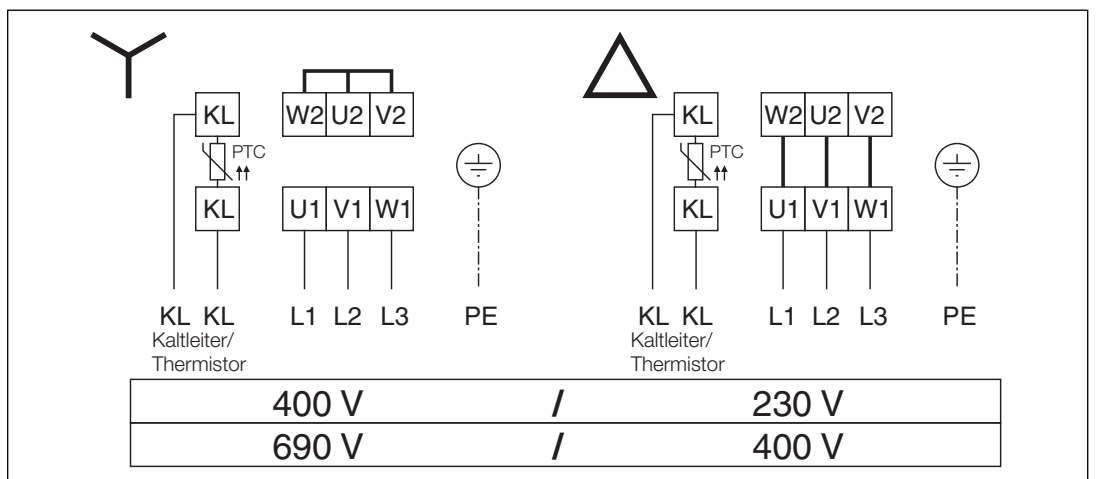 KL W2 U2 V2
PTC
KL U1 V1 W1
KL KL L1 L2 L3 PE
Kaltleiter/
Thermistor
KL W2 U2 V2
PTC
KL U1 V1 W1
KL KL L1 L2 L3 PE
Kaltleiter/
Thermistor
400 V / 230 V
690 V / 400 V